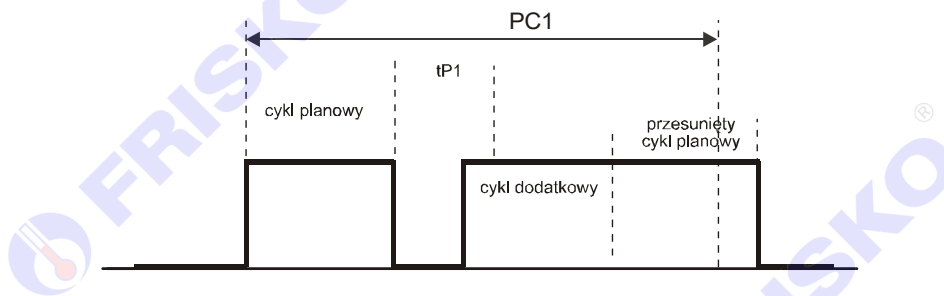 PC1
tP1
cykl planowy
przesunięty
cykl planowy
cykl dodatkowy
FRISKO
®
FRISKO